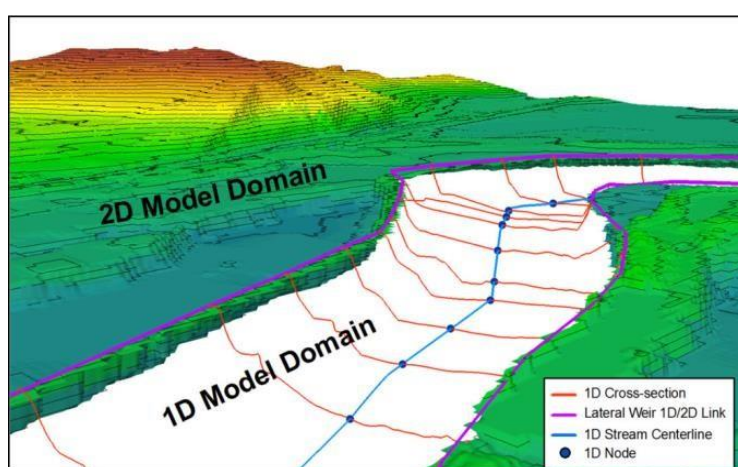 2D Model Domain
1D Model Domain
1D Cross-section
Lateral Weir 1D/2D Link
1D Stream Centerline
1D Node